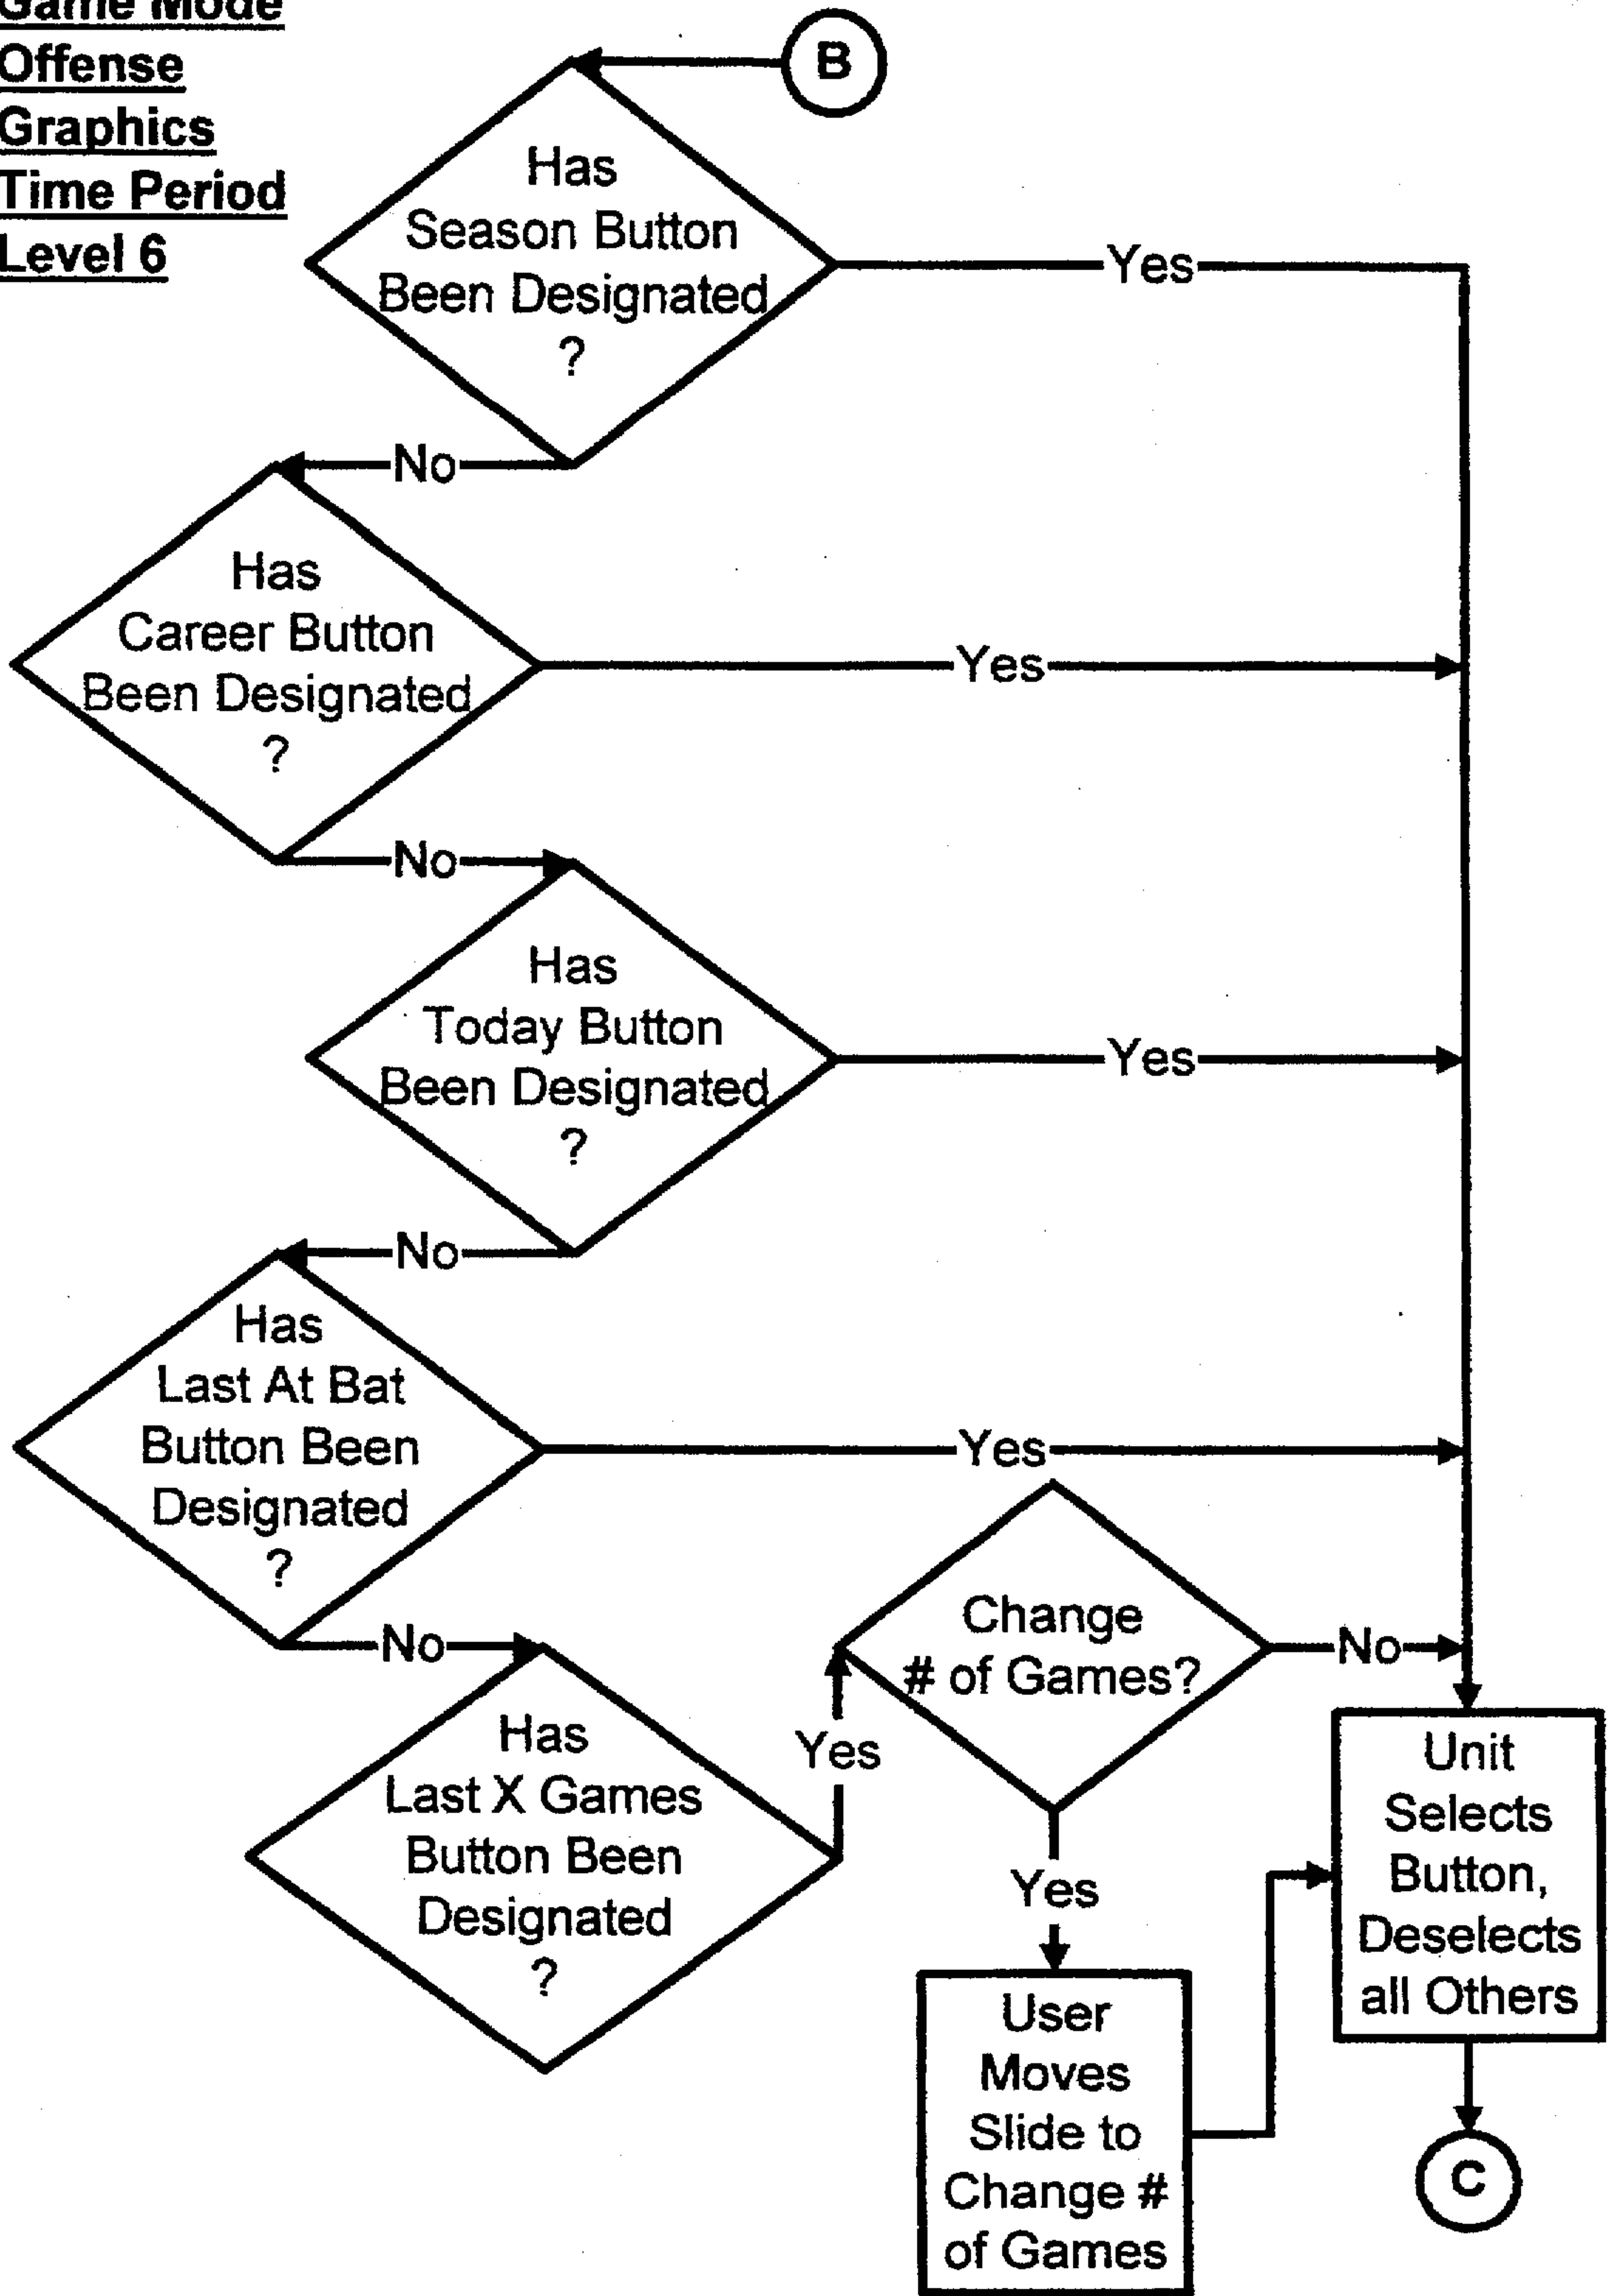 Game Mode
Offense
Graphics
Time Period
Level 6
B
Has
Season Button
Been Designated
?
Yes
No
Has
Career Button
Been Designated
?
Yes
No
Has
Today Button
Been Designated
?
Yes
No
Has
Last At Bat
Button Been
Designated
?
Yes
No
Has
Last X Games
Button Been
Designated
?
Yes
Change
# of Games?
No
Yes
User
Moves
Slide to
Change #
of Games
Unit
Selects
Button,
Deselects
all Others
C